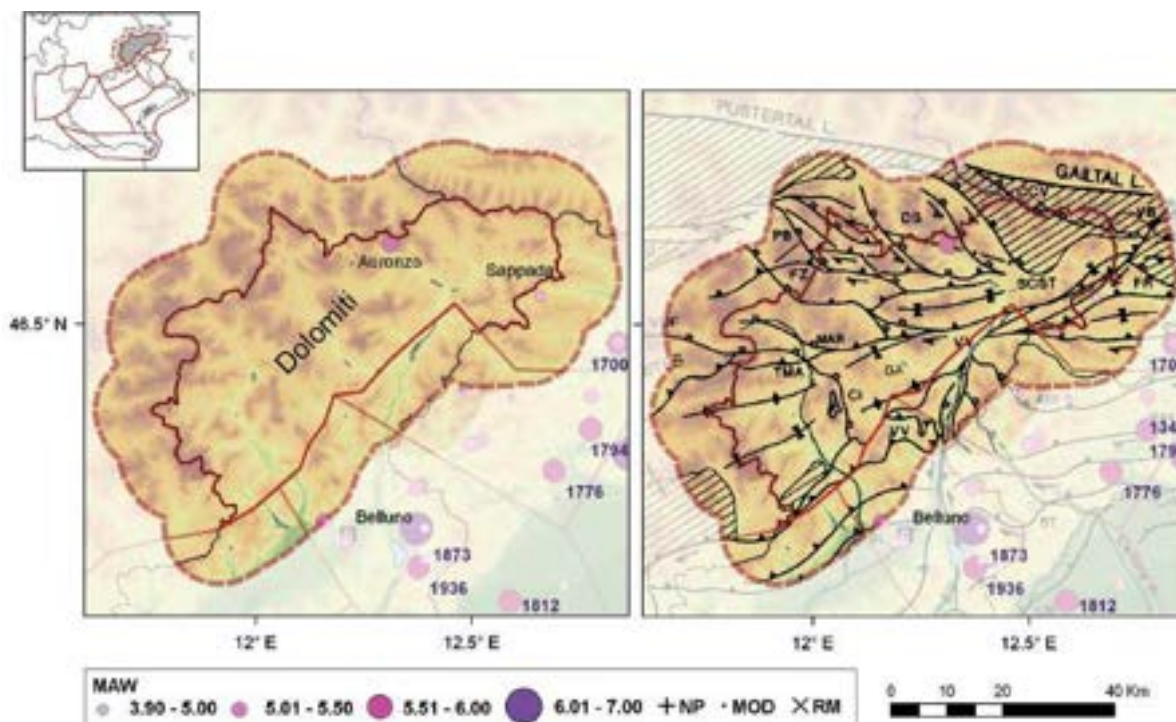 PUSTERTAL L.
GAILTAL L.
DS
VB
PB
Auronzo
Sappada
FZ
SCST
FR
46.5° N
Dolomiti
1700
MAR
VT
TMA
1794
1776
VV
Belluno
Belluno
1873
1873
1776
1936
1936
1812
1812
12° E
12.5° E
12° E
12.5° E
MAW
3.90 - 5.00
5.01 - 5.50
5.51 - 6.00
6.01 - 7.00
NP
MOD
RM
0 5 10 20 40 Km